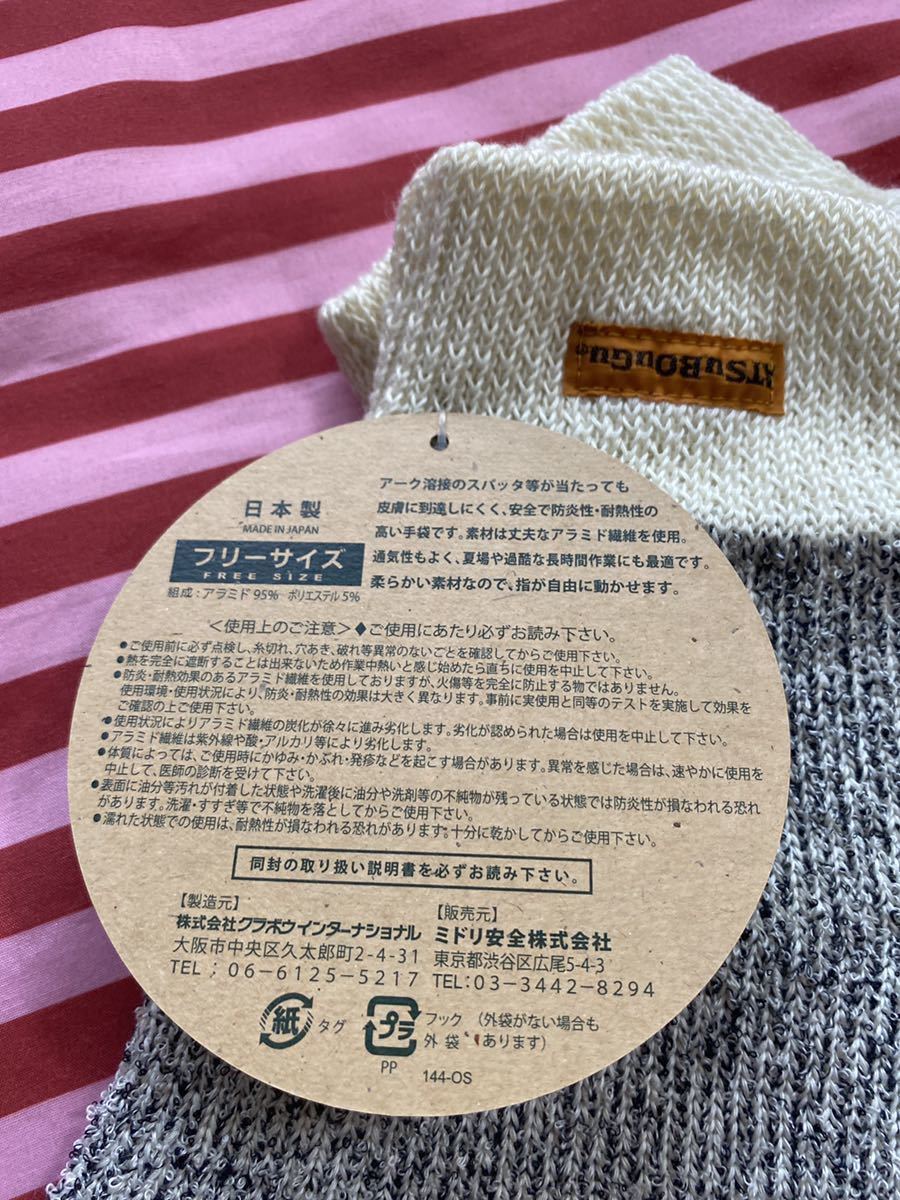 ATSuBOuGu
日本製
MADE IN JAPAN
フリーサイズ
FREE SIZE
組成:アラミド 95% ポリエステル 5%
アーク溶接のスパッタ等が当たっても
皮膚に到達しにくく、安全で防炎性・耐熱性の
高い手袋です。素材は丈夫なアラミド繊維を使用。
通気性もよく、夏場や過酷な長時間作業にも最適です。
柔らかい素材なので、指が自由に動かせます。
<使用上のご注意>◆ご使用にあたり必ずお読み下さい。
●ご使用前に必ず点検し、糸切れ、穴あき、破れ等異常のないことを確認してからご使用下さい。
●熱を完全に遮断することは出来ないため作業中熱いと感じ始めたら直ちに使用を中止して下さい。
●防炎・耐熱効果のあるアラミド繊維を使用しておりますが、火傷等を完全に防止する物ではありません。
使用環境・使用状況により、防炎・耐熱性の効果は大きく異なります。事前に実使用と同等のテストを実施して効果を
ご確認の上ご使用下さい。
●使用状況によりアラミド繊維の炭化が徐々に進み劣化します。劣化が認められた場合は使用を中止して下さい。
●アラミド繊維は紫外線や酸・アルカリ等により劣化します。
●体質によっては、ご使用時にかゆみ・かぶれ・発疹などを起こす場合があります。異常を感じた場合は、速やかに使用を
中止して、医師の診断を受けて下さい。
●表面に油分等汚れが付着した状態や洗濯後に油分や洗剤等の不純物が残っている状態では防炎性が損なわれる恐れ
があります。洗濯・すすぎ等で不純物を落としてからご使用下さい。
●濡れた状態での使用は、耐熱性が損なわれる恐れがあります。十分に乾かしてからご使用下さい。
同封の取り扱い説明書を必ずお読み下さい。
【製造元】
株式会社クラボウインターナショナル
大阪市中央区久太郎町2-4-31
TEL:06-6125-5217
【販売元】
ミドリ安全株式会社
東京都渋谷区広尾5-4-3
TEL:03-3442-8294
紙 タグ
プラ
PP
フック (外袋がない場合も
外袋 あります)
144-OS